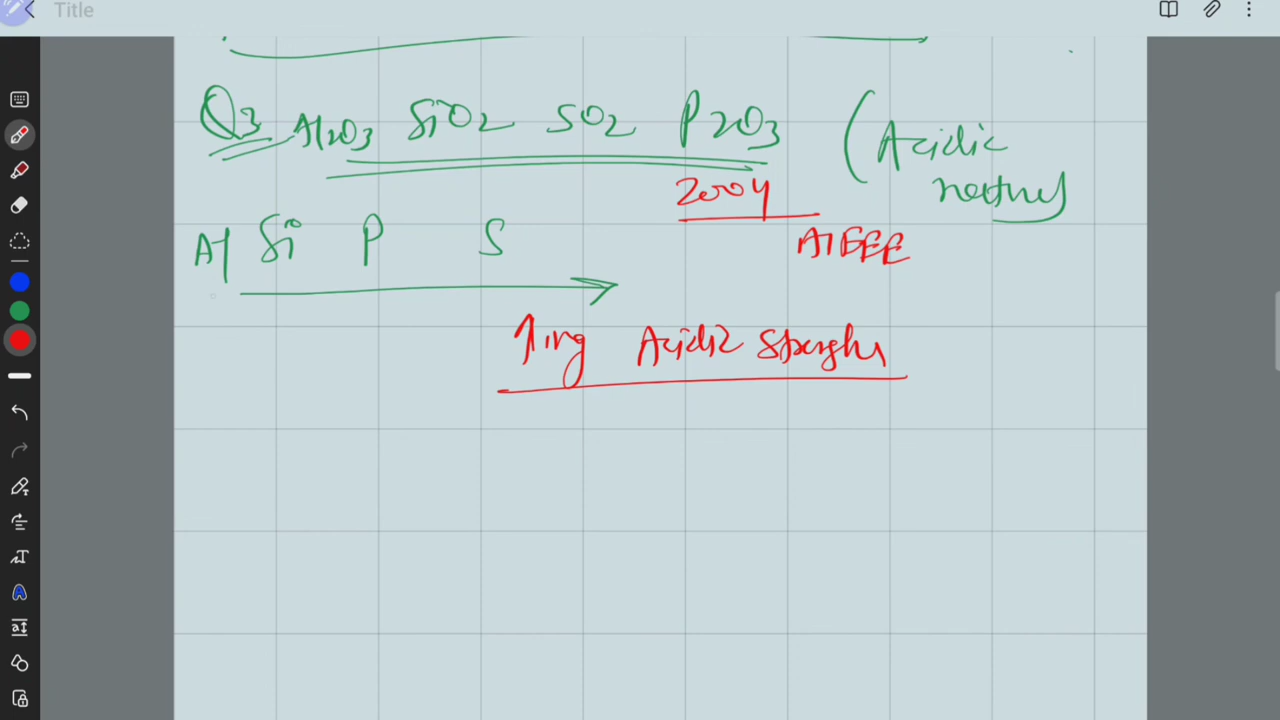 Title
Q3 Al2O3 SiO2 SO2 P2O3 (Acidic nature)
2004
AIEEE
Al Si P S
↑ing Acidic Strength